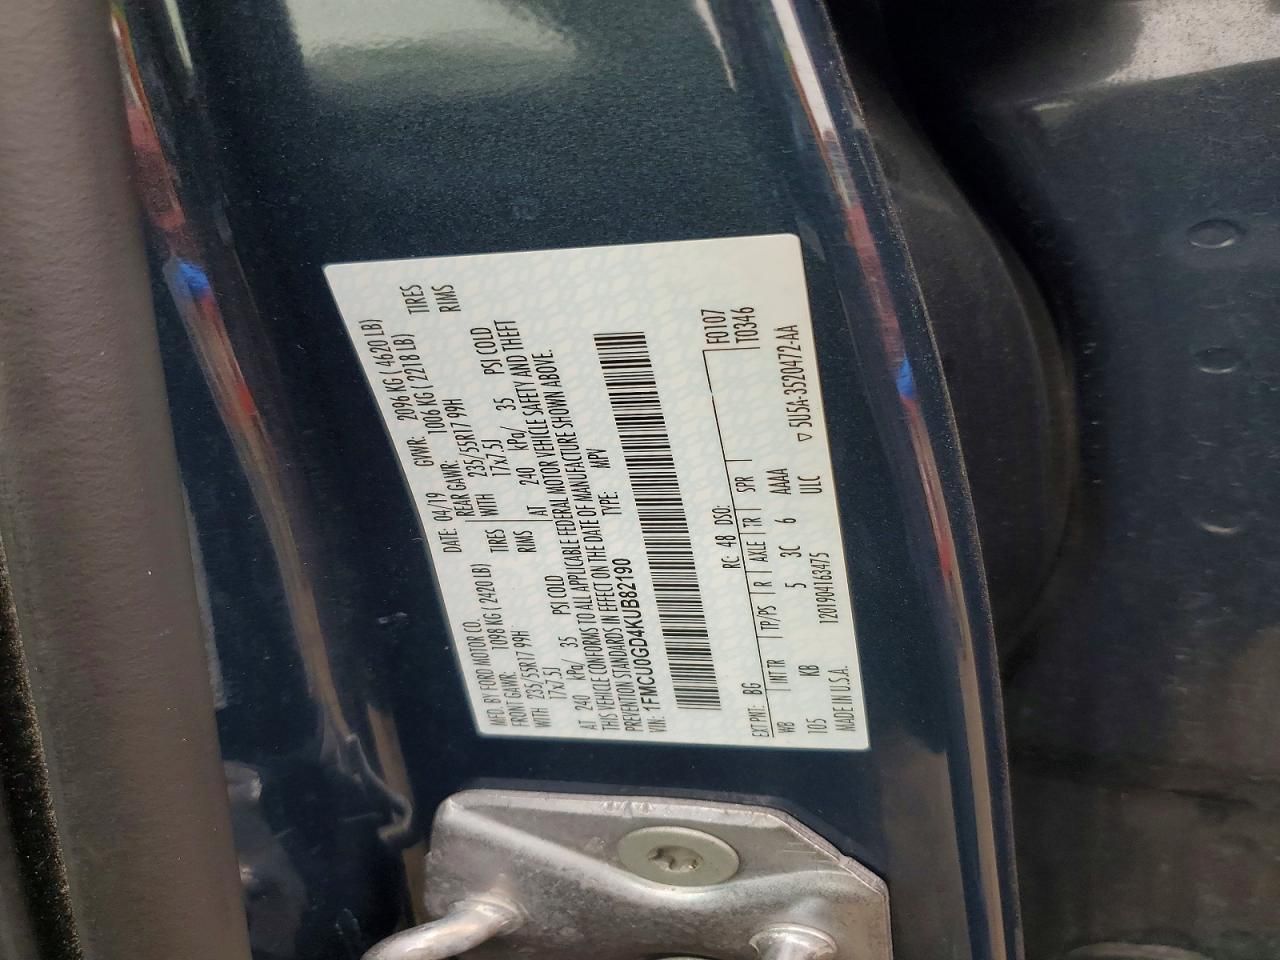 MFD. BY FORD MOTOR CO.
DATE: 04/19 GVWR: 2096 KG ( 4620 LB)
FRONT GAWR: 1098 KG ( 2420 LB) REAR GAWR: 1006 KG ( 2218 LB)
WITH 235/55R17 99H TIRES WITH 235/55R17 99H TIRES
17x7.5J RIMS 17x7.5J RIMS
AT 240 kPa/ 35 PSI COLD AT 240 kPa/ 35 PSI COLD
THIS VEHICLE CONFORMS TO ALL APPLICABLE FEDERAL MOTOR VEHICLE SAFETY AND THEFT
PREVENTION STANDARDS IN EFFECT ON THE DATE OF MANUFACTURE SHOWN ABOVE.
VIN: 1FMCU0GD4KUB82190 TYPE: MPV
F0107
T0346
EXT PNT: BG RC: 48 DSO:
WB INT TR TP/PS R AXLE TR SPR
105 KB 5 3C 6 AAAA
120190416347​5 ULC
MADE IN U.S.A. ▽ 5U5A-3520472-AA